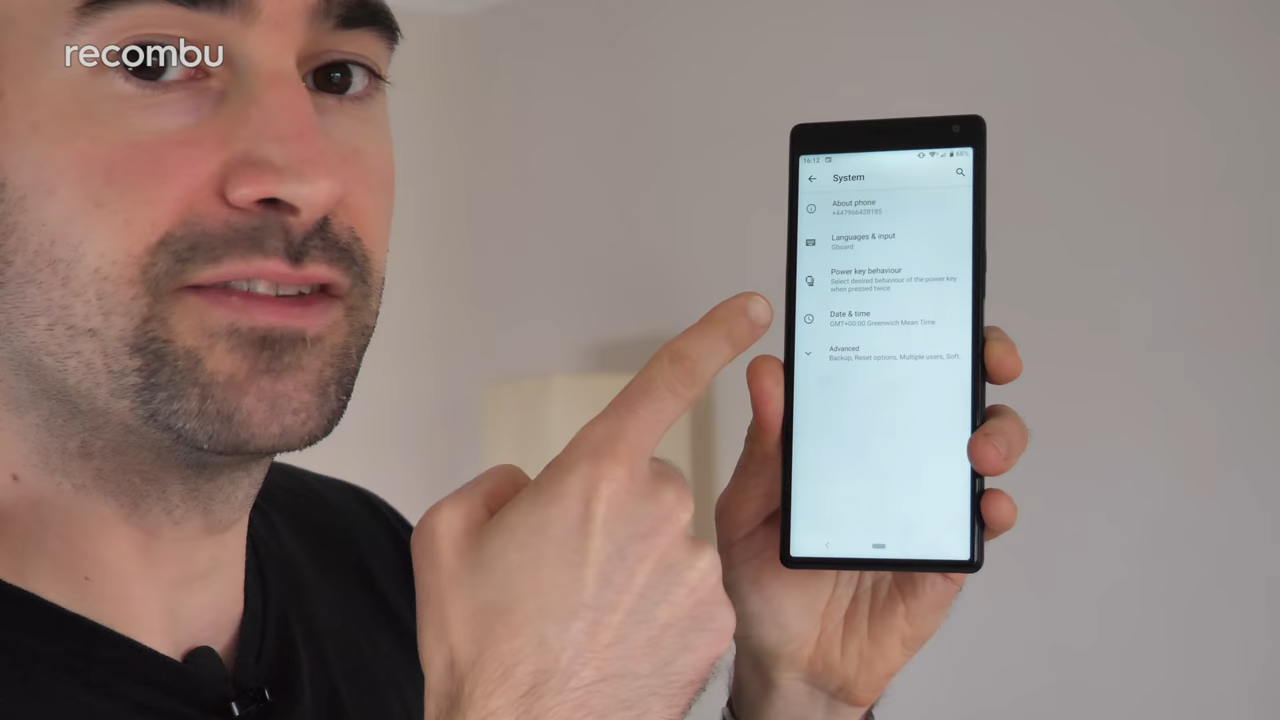 recombu
16:12
68%
System
About phone
+447966428185
Languages & input
Gboard
Power key behaviour
Select desired behaviour of the power key
when pressed twice
Date & time
GMT+00:00 Greenwich Mean Time
Advanced
Backup, Reset options, Multiple users, Soft..